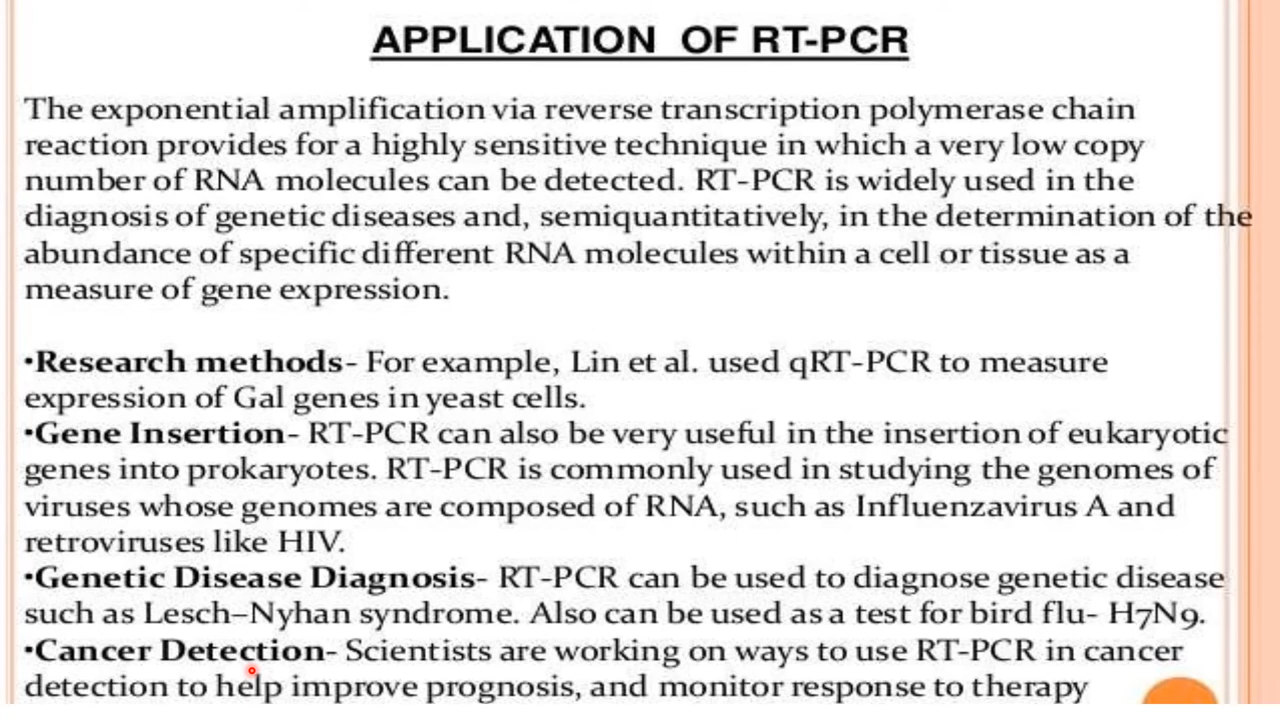 APPLICATION OF RT-PCR
The exponential amplification via reverse transcription polymerase chain
reaction provides for a highly sensitive technique in which a very low copy
number of RNA molecules can be detected. RT-PCR is widely used in the
diagnosis of genetic diseases and, semiquantitatively, in the determination of the
abundance of specific different RNA molecules within a cell or tissue as a
measure of gene expression.
•Research methods- For example, Lin et al. used qRT-PCR to measure
expression of Gal genes in yeast cells.
•Gene Insertion- RT-PCR can also be very useful in the insertion of eukaryotic
genes into prokaryotes. RT-PCR is commonly used in studying the genomes of
viruses whose genomes are composed of RNA, such as Influenzavirus A and
retroviruses like HIV.
•Genetic Disease Diagnosis- RT-PCR can be used to diagnose genetic disease
such as Lesch–Nyhan syndrome. Also can be used as a test for bird flu- H7N9.
•Cancer Detection- Scientists are working on ways to use RT-PCR in cancer
detection to help improve prognosis, and monitor response to therapy